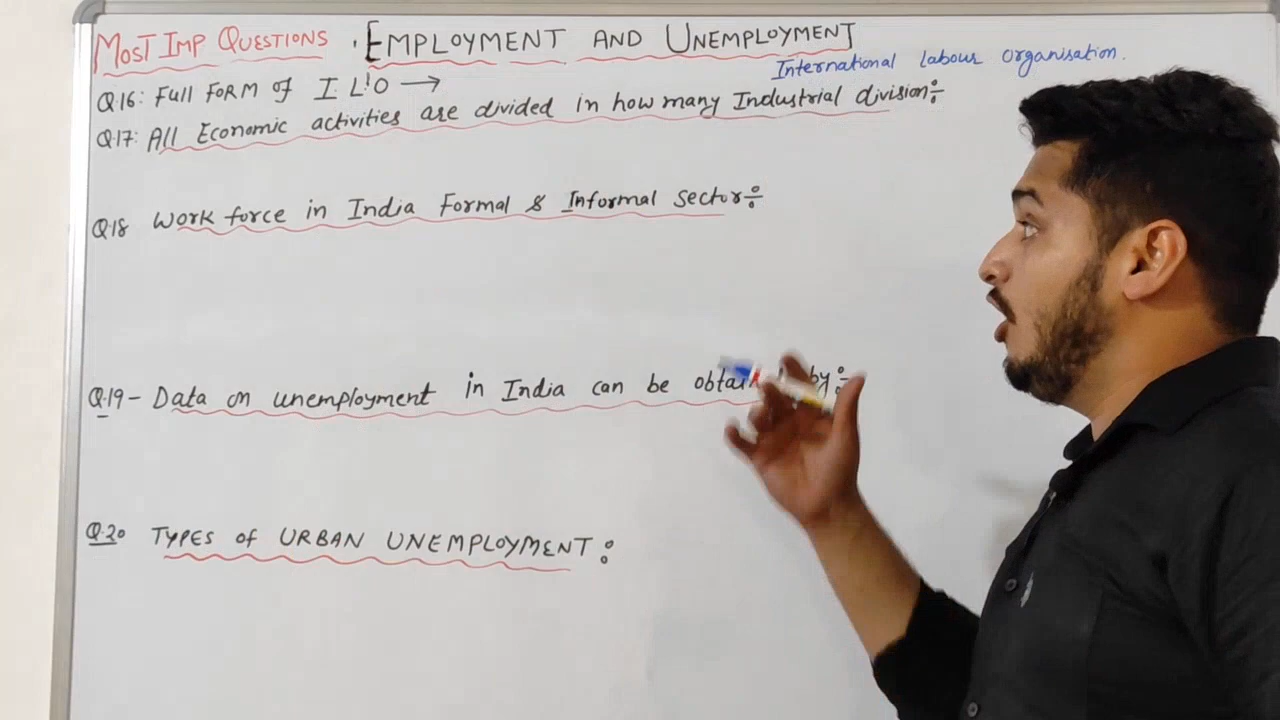 MOST IMP QUESTIONS . EMPLOYMENT AND UNEMPLOYMENT
International labour organisation.
Q.16: FULL FORM of I L O →
Q.17: All Economic activities are divided in how many Industrial division:
Q.18 Work force in India Formal & Informal sector:
Q.19 - Data on unemployment in India can be by:
Q.20 TYPES of URBAN UNEMPLOYMENT :